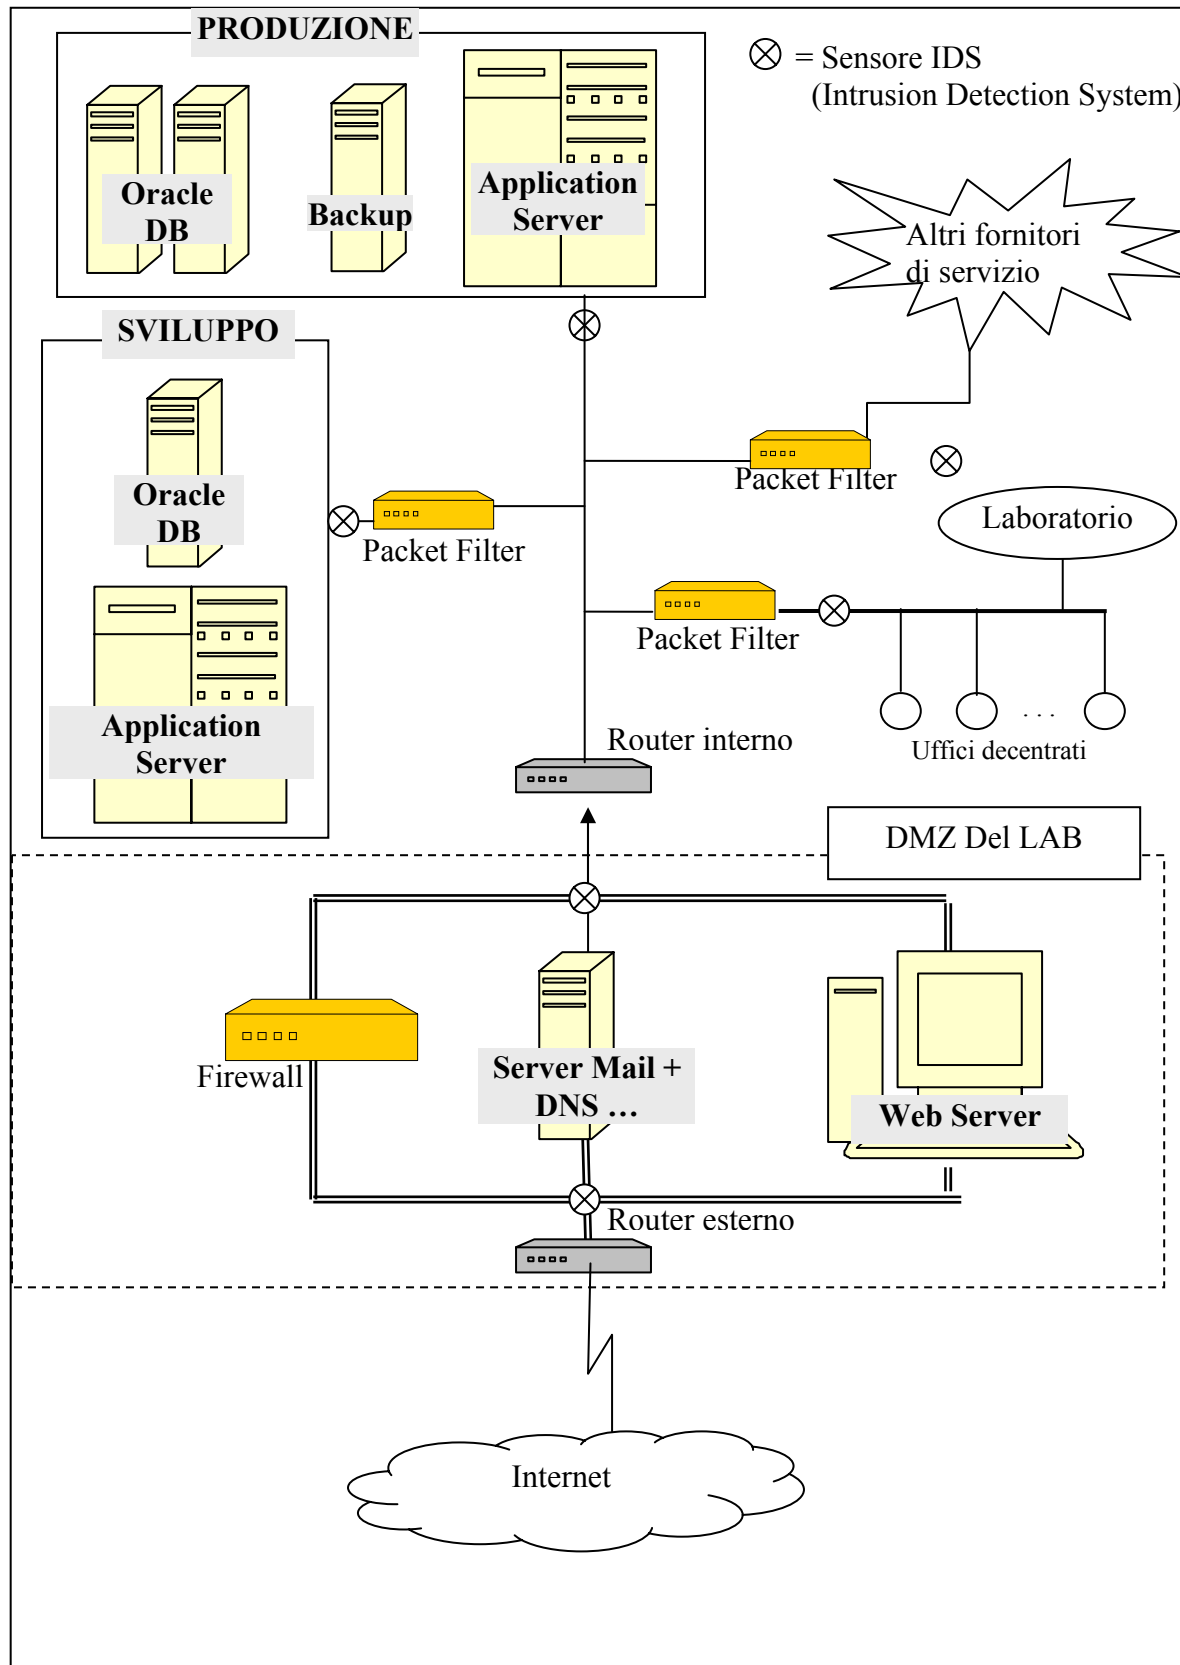 PRODUZIONE
= Sensore IDS
(Intrusion Detection System)
Oracle
DB
Backup
Application
Server
Altri fornitori
di servizio
SVILUPPO
Oracle
DB
Packet Filter
Packet Filter
Laboratorio
Packet Filter
Application
Server
Router interno
. . .
Uffici decentrati
DMZ Del LAB
Firewall
Server Mail +
DNS …
Web Server
Router esterno
Internet